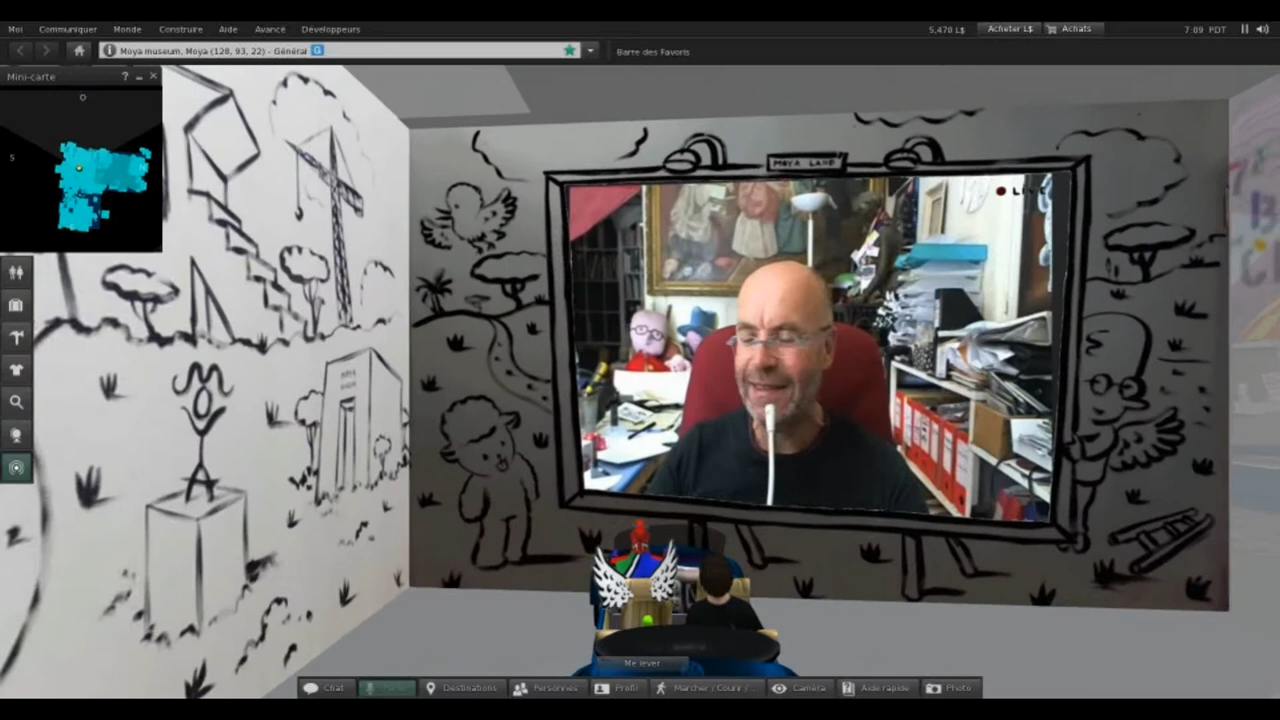 Moi Communiquer Monde Construire Aide Avancé Développeurs 5,470 L$ Acheter L$ Achats 7:09 PDT
Moya museum, Moya (128, 93, 22) - Général G Barre des Favoris
Mini-carte ? _ ×
S
MOYA LAND
Me lever
Chat Destinations Personnes Profil Marcher / Courir /... Caméra Aide rapide Photo